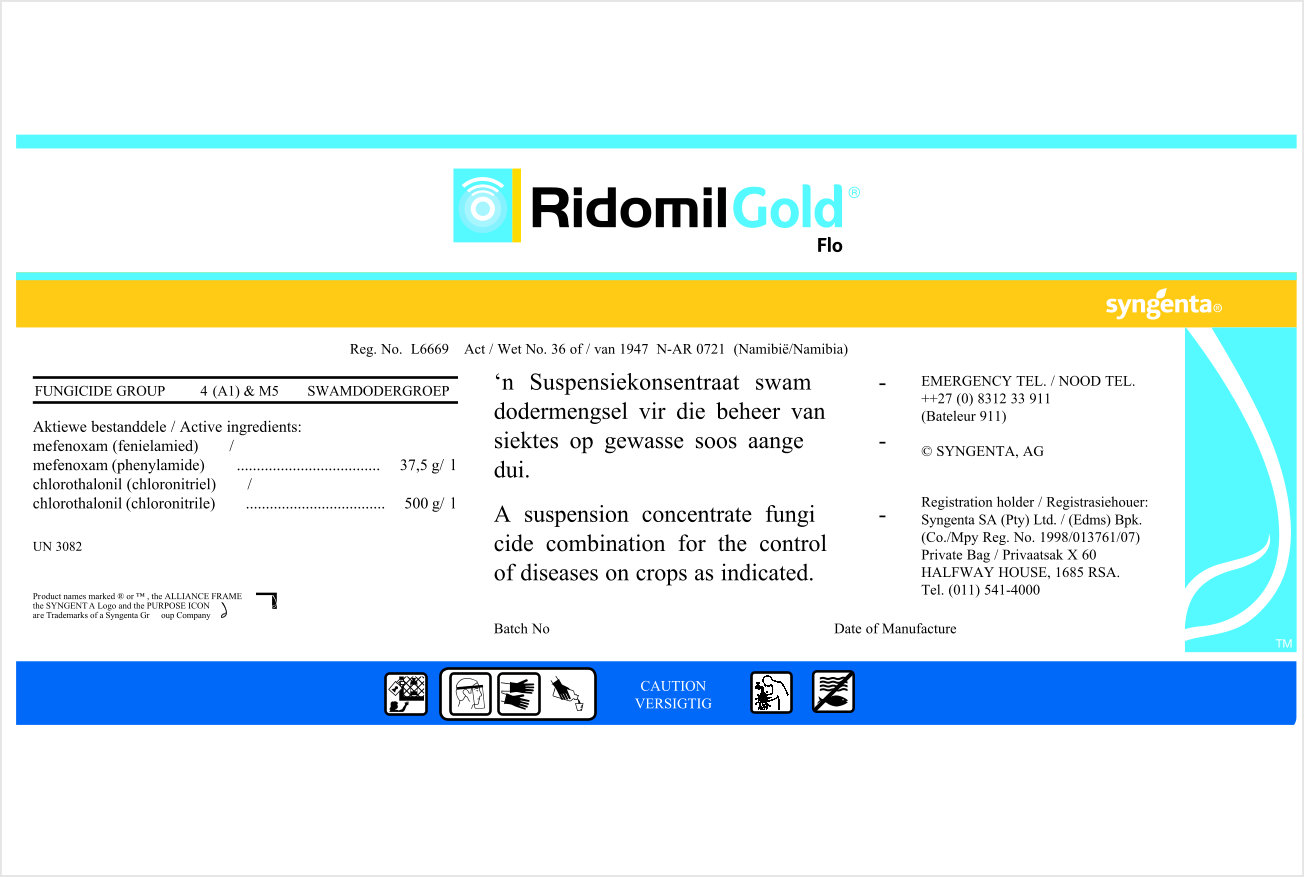 RidomilGold®
Flo
syngenta®
Reg. No. L6669 Act / Wet No. 36 of / van 1947 N-AR 0721 (Namibië/Namibia)
FUNGICIDE GROUP 4 (A1) & M5 SWAMDODERGROEP
Aktiewe bestanddele / Active ingredients:
mefenoxam (fenielamied) /
mefenoxam (phenylamide) .................................... 37,5 g/ l
chlorothalonil (chloronitriel) /
chlorothalonil (chloronitrile) ................................... 500 g/ l
UN 3082
Product names marked ® or ™ , the ALLIANCE FRAME
the SYNGENT A Logo and the PURPOSE ICON
are Trademarks of a Syngenta Gr oup Company
‘n Suspensiekonsentraat swam -
dodermengsel vir die beheer van
siektes op gewasse soos aange -
dui.
A suspension concentrate fungi -
cide combination for the control
of diseases on crops as indicated.
Batch No
Date of Manufacture
EMERGENCY TEL. / NOOD TEL.
++27 (0) 8312 33 911
(Bateleur 911)
© SYNGENTA, AG
Registration holder / Registrasiehouer:
Syngenta SA (Pty) Ltd. / (Edms) Bpk.
(Co./Mpy Reg. No. 1998/013761/07)
Private Bag / Privaatsak X 60
HALFWAY HOUSE, 1685 RSA.
Tel. (011) 541-4000
TM
CAUTION
VERSIGTIG